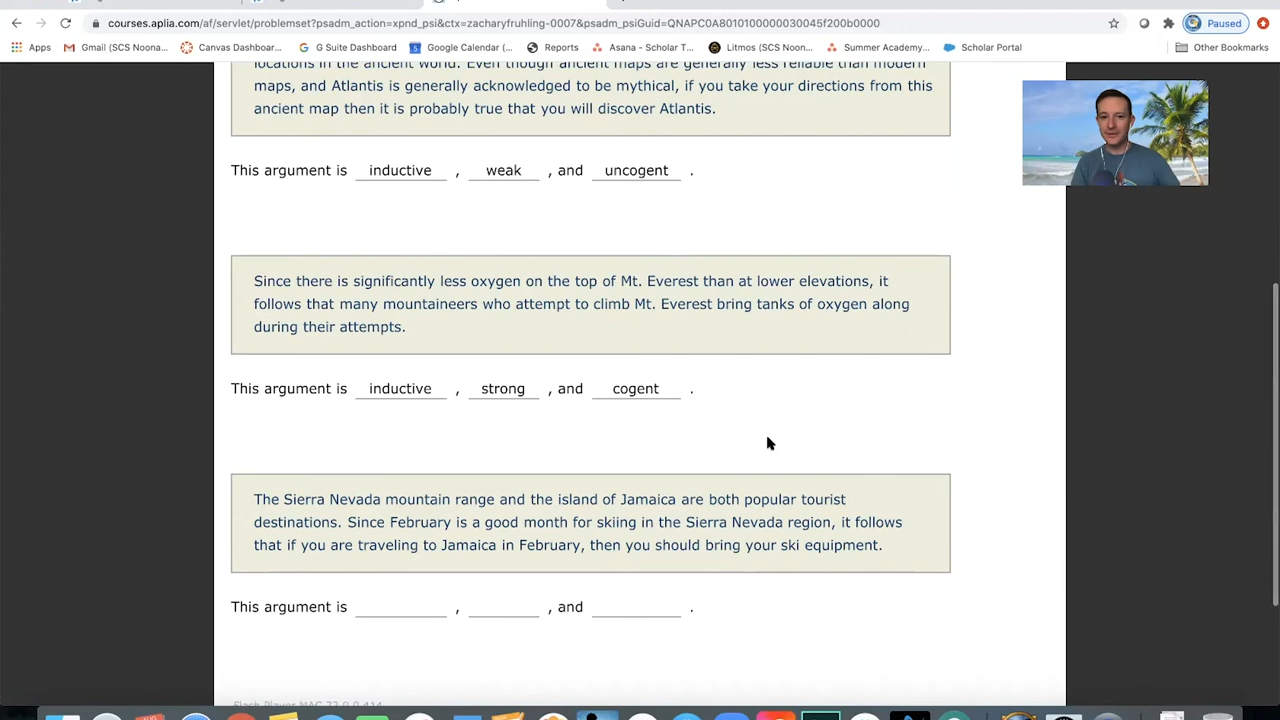 courses.aplia.com/af/servlet/problemset?psadm_action=xpnd_psi&ctx=zacharyfruhling-0007&psadm_psiGuid=QNAPC0A8010100000030045f200b0000
Paused
Apps
Gmail (SCS Noona...
Canvas Dashboar...
G Suite Dashboard
Google Calendar (...
Reports
Asana - Scholar T...
Litmos (SCS Noon...
Summer Academy...
Scholar Portal
Other Bookmarks
locations in the ancient world. Even though ancient maps are generally less reliable than modern
maps, and Atlantis is generally acknowledged to be mythical, if you take your directions from this
ancient map then it is probably true that you will discover Atlantis.
This argument is inductive , weak , and uncogent .
Since there is significantly less oxygen on the top of Mt. Everest than at lower elevations, it
follows that many mountaineers who attempt to climb Mt. Everest bring tanks of oxygen along
during their attempts.
This argument is inductive , strong , and cogent .
The Sierra Nevada mountain range and the island of Jamaica are both popular tourist
destinations. Since February is a good month for skiing in the Sierra Nevada region, it follows
that if you are traveling to Jamaica in February, then you should bring your ski equipment.
This argument is , , and .
Flash Player MAC